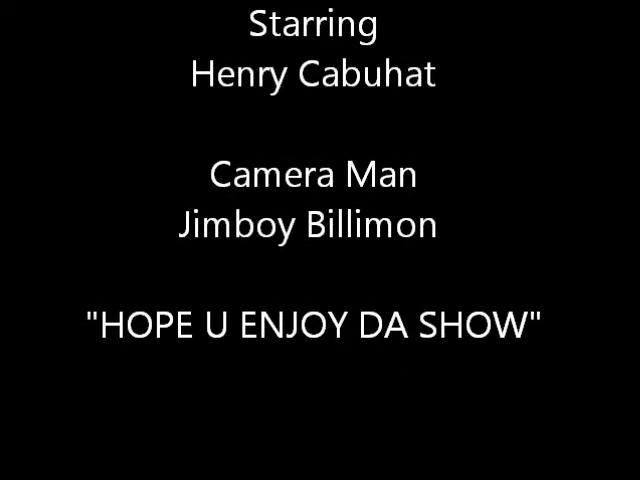 Starring
Henry Cabuhat
Camera Man
Jimboy Billimon
"HOPE U ENJOY DA SHOW"